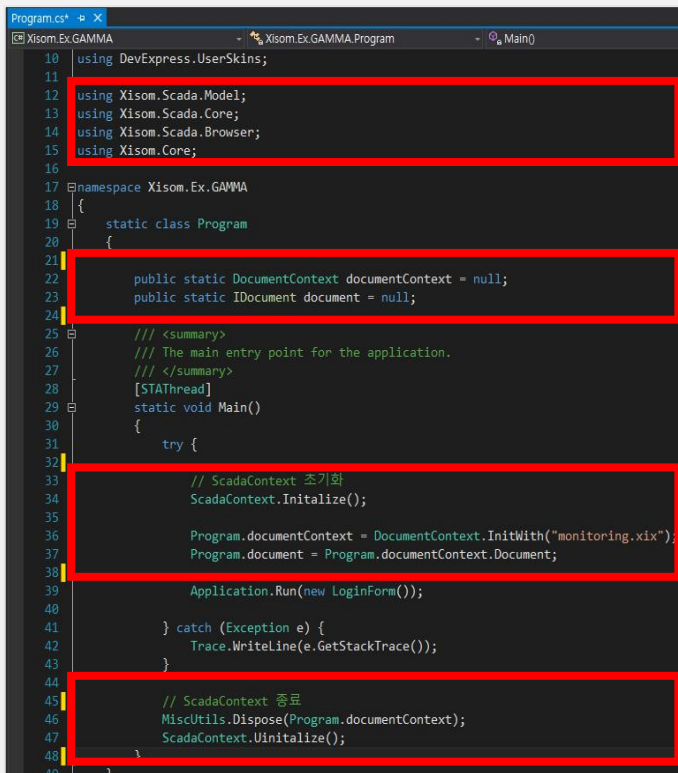 Program.cs*
Xisom.Ex.GAMMA Xisom.Ex.GAMMA.Program Main()
10 using DevExpress.UserSkins;
11
12 using Xisom.Scada.Model;
13 using Xisom.Scada.Core;
14 using Xisom.Scada.Browser;
15 using Xisom.Core;
16
17 namespace Xisom.Ex.GAMMA
18 {
19 static class Program
20 {
21
22 public static DocumentContext documentContext = null;
23 public static IDocument document = null;
24
25 /// <summary>
26 /// The main entry point for the application.
27 /// </summary>
28 [STAThread]
29 static void Main()
30 {
31 try {
32
33 // ScadaContext 초기화
34 ScadaContext.Initalize();
35
36 Program.documentContext = DocumentContext.InitWith("monitoring.xix");
37 Program.document = Program.documentContext.Document;
38
39 Application.Run(new LoginForm());
40
41 } catch (Exception e) {
42 Trace.WriteLine(e.GetStackTrace());
43 }
44
45 // ScadaContext 종료
46 MiscUtils.Dispose(Program.documentContext);
47 ScadaContext.Uinitalize();
48 }
49 }